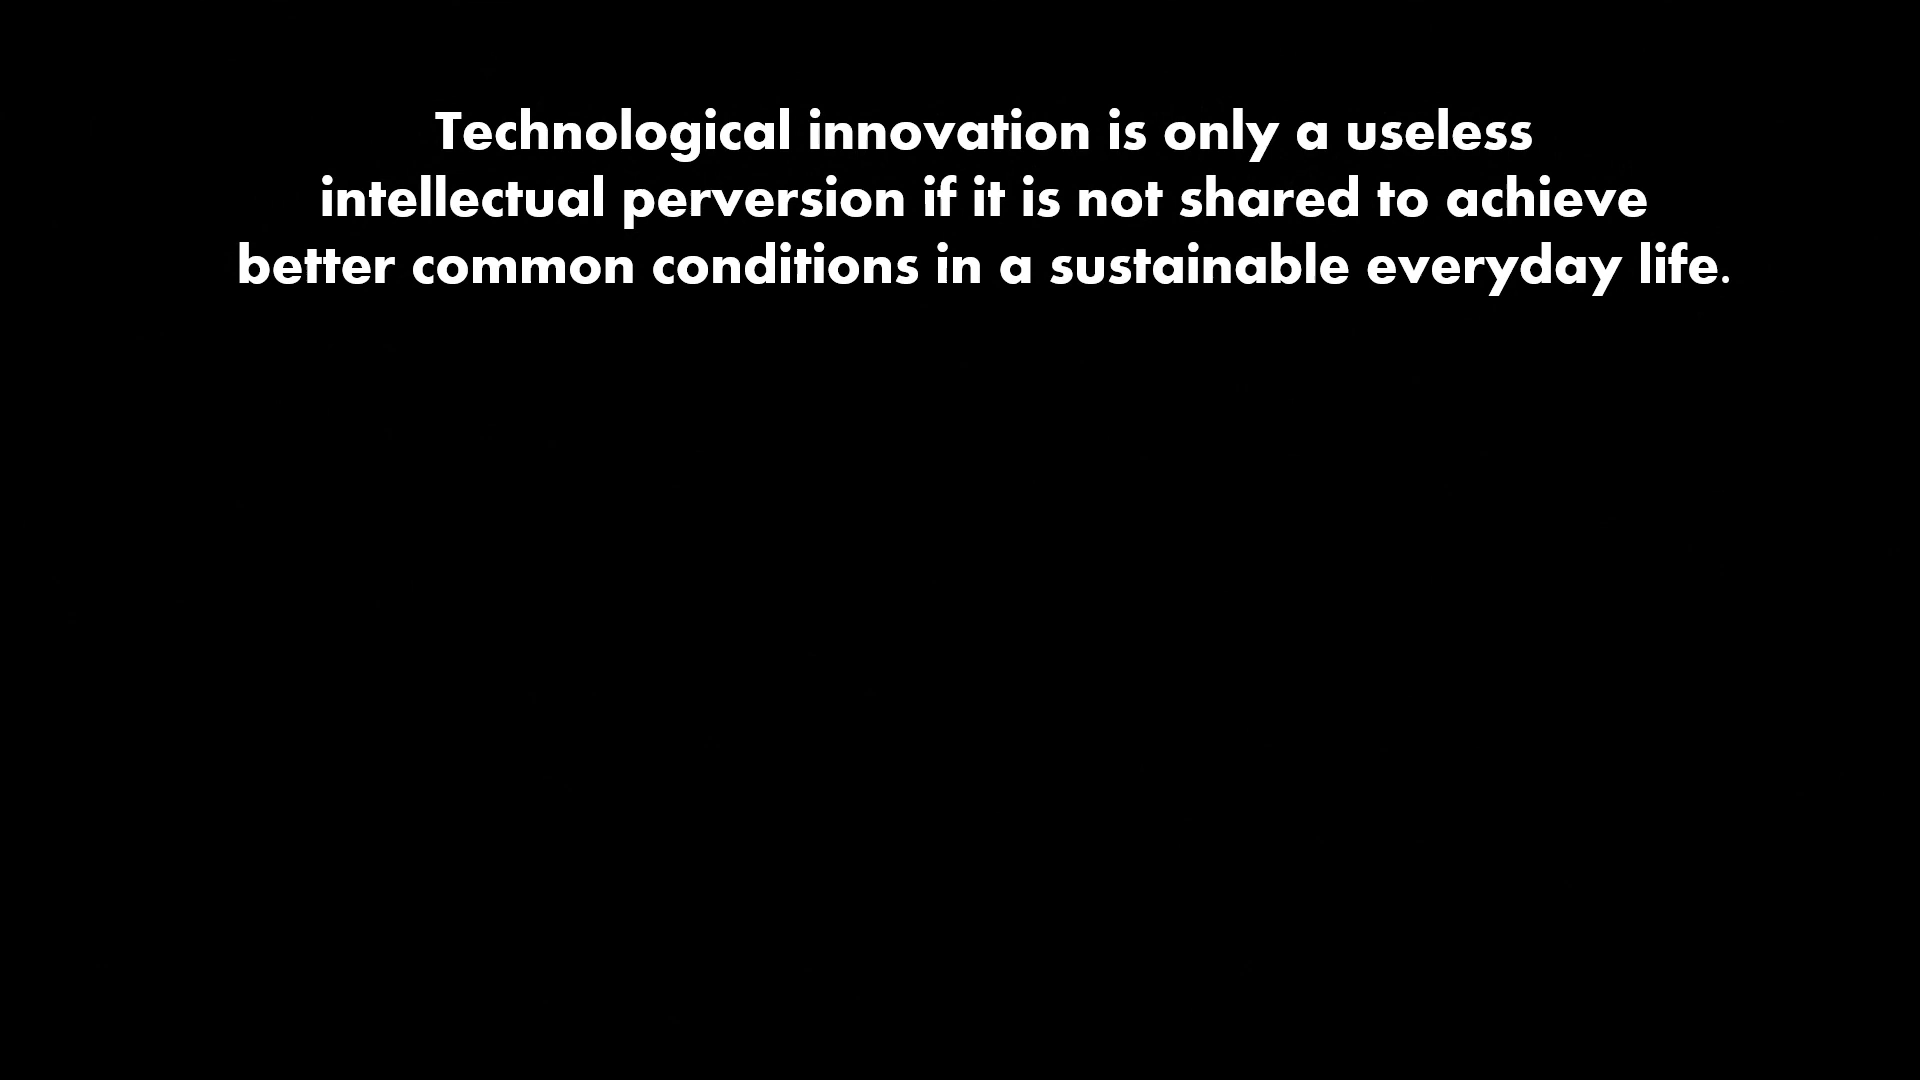 Technological innovation is only a useless
intellectual perversion if it is not shared to achieve
better common conditions in a sustainable everyday life.